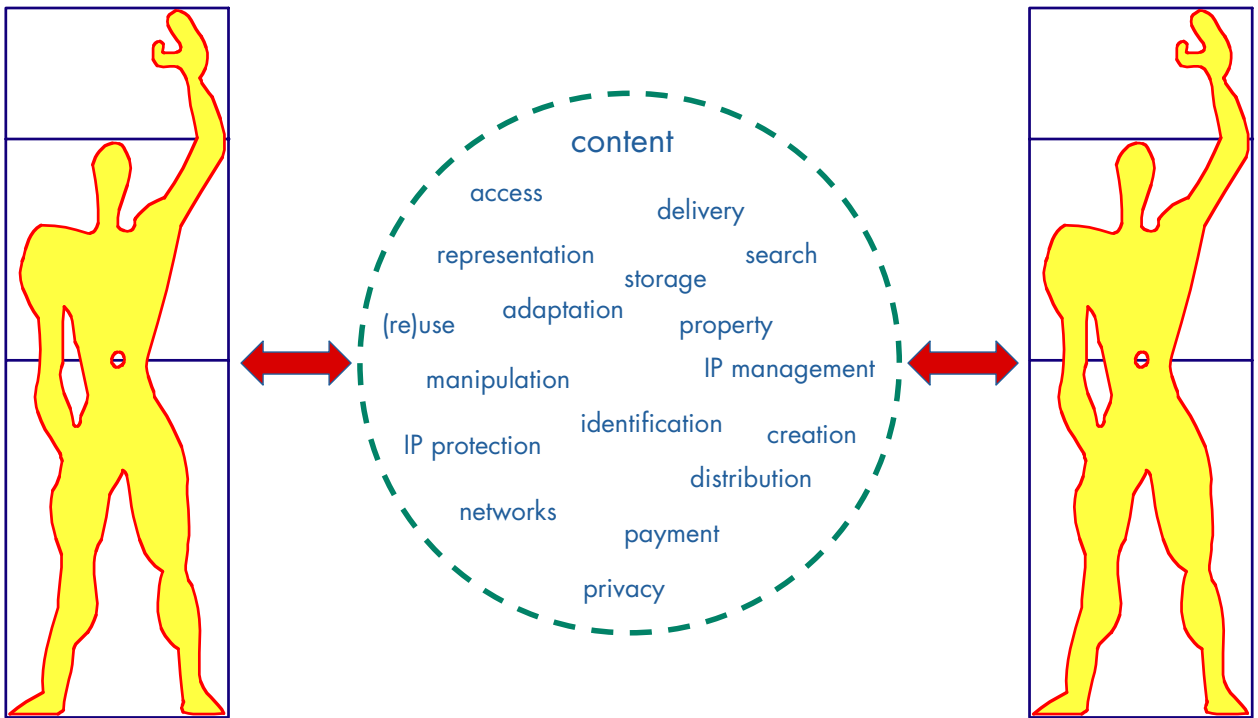 content
access
delivery
representation
search
storage
adaptation
(re)use
property
IP management
manipulation
identification
creation
IP protection
distribution
networks
payment
privacy